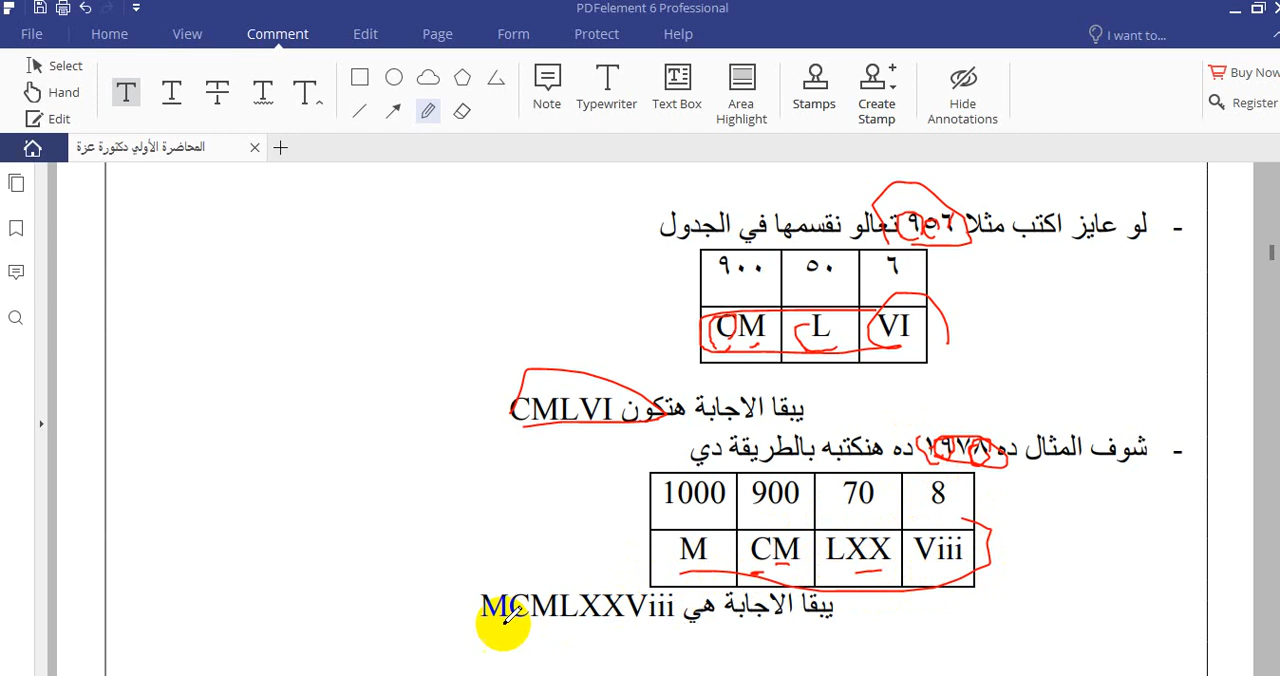 PDFelement 6 Professional
File Home View Comment Edit Page Form Protect Help I want to...
Select
Hand
Edit
Note Typewriter Text Box Area Highlight Stamps Create Stamp Hide Annotations
Buy Now
Register
المحاضرة الأولي دكتورة عزة
- لو عايز اكتب مثلا ٩٥٦ تعالو نقسمها في الجدول
٩٠٠ ٥٠ ٦
CM L VI
يبقا الاجابة هتكون CMLVI
- شوف المثال ده ١٩٧٨ ده هنكتبه بالطريقة دي
1000 900 70 8
M CM LXX Viii
يبقا الاجابة هي MCMLXXViii